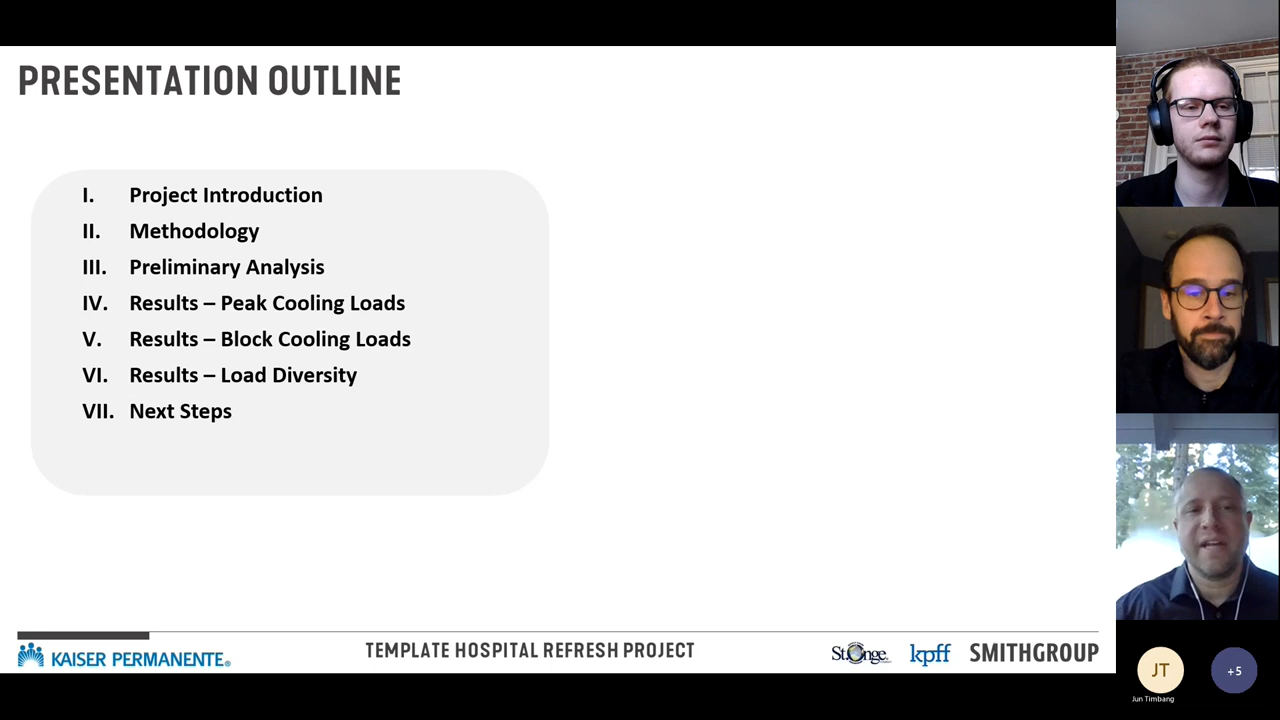 PRESENTATION OUTLINE
I. Project Introduction
II. Methodology
III. Preliminary Analysis
IV. Results – Peak Cooling Loads
V. Results – Block Cooling Loads
VI. Results – Load Diversity
VII. Next Steps
KAISER PERMANENTE®
TEMPLATE HOSPITAL REFRESH PROJECT
St.Onge
kpff
SMITHGROUP
JT
+5
Jun Timbang